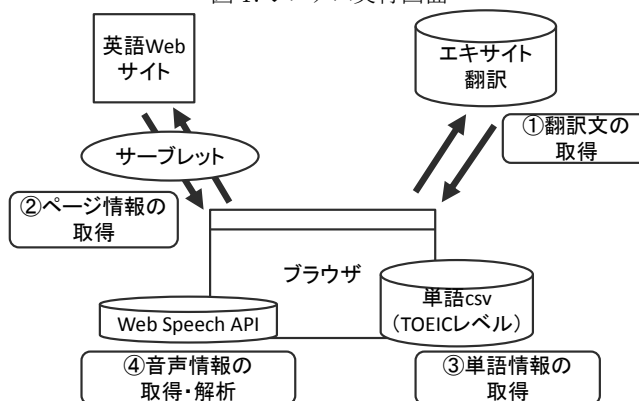 英語Web
サイト
エキサイト
翻訳
①翻訳文の
取得
サーブレット
②ページ情報の
取得
ブラウザ
単語csv
（TOEICレベル）
Web Speech API
④音声情報の
取得・解析
③単語情報の
取得